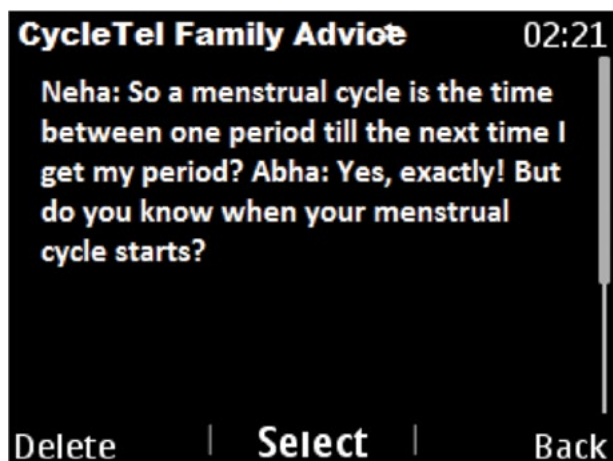 CycleTel Family Advice 02:21
Neha: So a menstrual cycle is the time
between one period till the next time I
get my period? Abha: Yes, exactly! But
do you know when your menstrual
cycle starts?
Delete | Select | Back